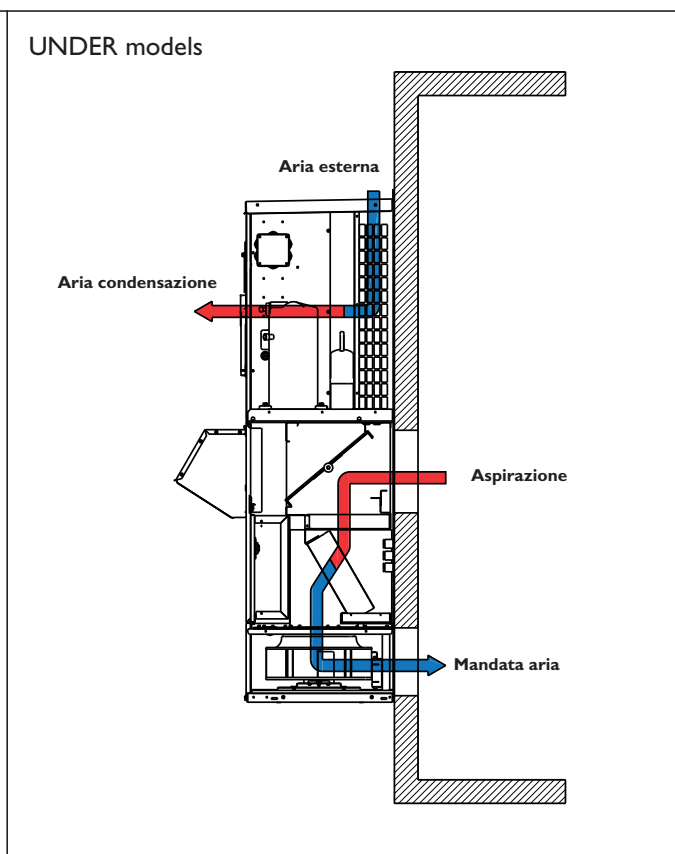 UNDER models
Aria esterna
Aria condensazione
Aspirazione
Mandata aria